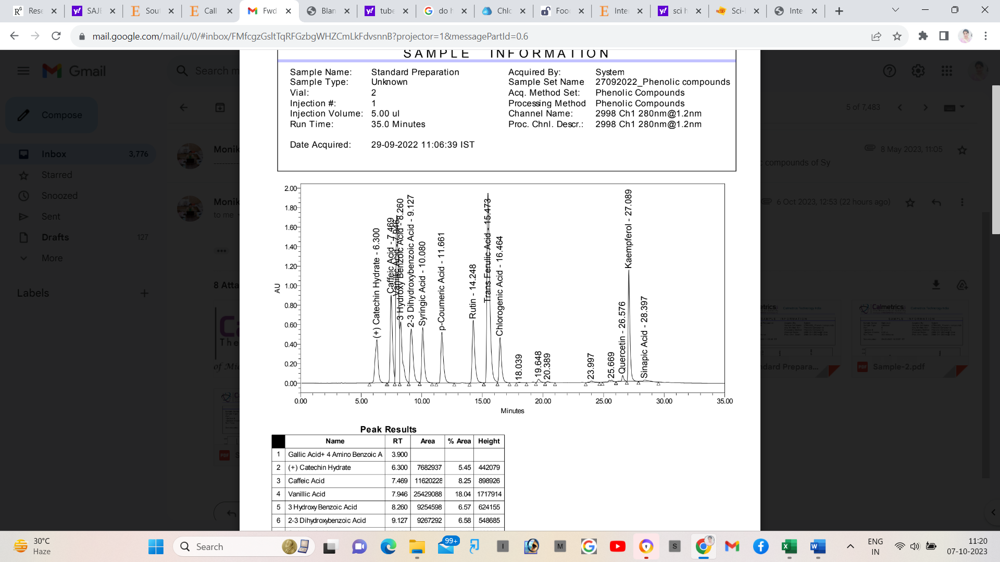 Rese
SAJE
Sou
Call
Fwd
Blan
tube
do h
Chlo
Foo
Inte
sci h
Sci-
Inte
mail.google.com/mail/u/0/#inbox/FMfcgzGsltTqRFGzbgWHZCmLkFdvsnnB?projector=1&messagePartId=0.6
Gmail
Search m
Compose
Inbox 3,776
Starred
Snoozed
Sent
Drafts 127
More
Labels
5 of 7,483
Monik
8 May 2023, 11:05
compounds of Sy
Monik
to me
6 Oct 2023, 12:53 (22 hours ago)
8 Atta
SAMPLE INFORMATION
Sample Name: Standard Preparation
Sample Type: Unknown
Vial: 2
Injection #: 1
Injection Volume: 5.00 ul
Run Time: 35.0 Minutes
Date Acquired: 29-09-2022 11:06:39 IST
Acquired By: System
Sample Set Name 27092022_Phenolic compounds
Acq. Method Set: Phenolic Compounds
Processing Method Phenolic Compounds
Channel Name: 2998 Ch1 280nm@1.2nm
Proc. Chnl. Descr.: 2998 Ch1 280nm@1.2nm
AU
2.00
1.80
1.60
1.40
1.20
1.00
0.80
0.60
0.40
0.20
0.00
(+) Catechin Hydrate - 6.300
Caffeic Acid - 7.469
Vanillic Acid - 7.946
3 Hydroxy Benzoic Acid - 8.260
2-3 Dihydroxybenzoic Acid - 9.127
Syringic Acid - 10.080
p-Coumeric Acid - 11.661
Rutin - 14.248
Trans Ferulic Acid - 15.473
Chlorogenic Acid - 16.464
18.039
19.648
20.389
23.997
25.669
Quercetin - 26.576
Kaempferol - 27.089
Sinapic Acid - 28.397
0.00 5.00 10.00 15.00 20.00 25.00 30.00 35.00
Minutes
Peak Results
Name RT Area % Area Height
1 Gallic Acid+ 4 Amino Benzoic A 3.900
2 (+) Catechin Hydrate 6.300 7682937 5.45 442079
3 Caffeic Acid 7.469 11620228 8.25 898926
4 Vanillic Acid 7.946 25429088 18.04 1717914
5 3 Hydroxy Benzoic Acid 8.260 9254598 6.57 624155
6 2-3 Dihydroxybenzoic Acid 9.127 9267292 6.58 548685
The
of Mi
Calmetrics
SAMPLE INFORMATION
dard Prepara...
Sample-2.pdf
30°C
Haze
Search
99+
ENG
IN
11:20
07-10-2023